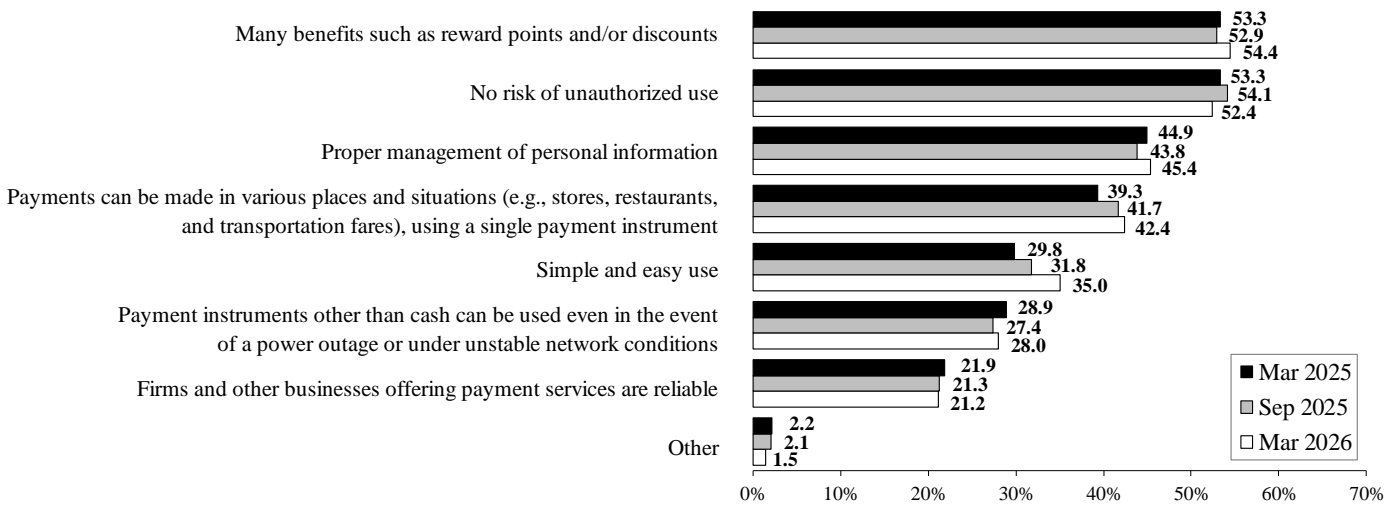 Many benefits such as reward points and/or discounts
53.3
52.9
54.4
No risk of unauthorized use
53.3
54.1
52.4
Proper management of personal information
44.9
43.8
45.4
Payments can be made in various places and situations (e.g., stores, restaurants,
and transportation fares), using a single payment instrument
39.3
41.7
42.4
Simple and easy use
29.8
31.8
35.0
Payment instruments other than cash can be used even in the event
of a power outage or under unstable network conditions
28.9
27.4
28.0
Firms and other businesses offering payment services are reliable
21.9
21.3
21.2
Other
2.2
2.1
1.5
Mar 2025
Sep 2025
Mar 2026
0% 10% 20% 30% 40% 50% 60% 70%